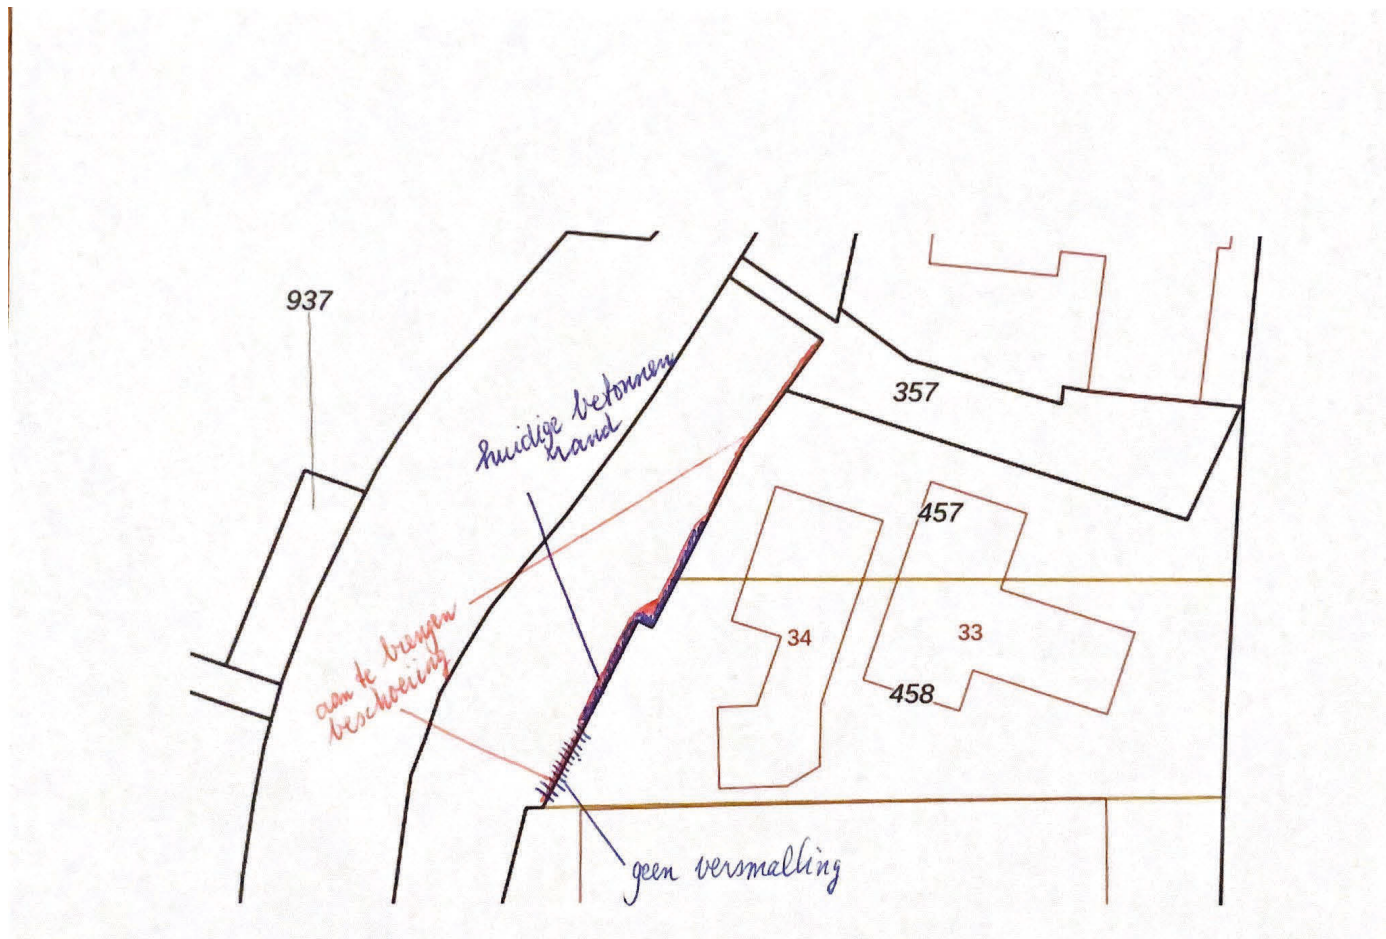 937
357
huidige betonnen
rand
457
34
33
458
aan te brengen
beschoeiing
geen versmalling